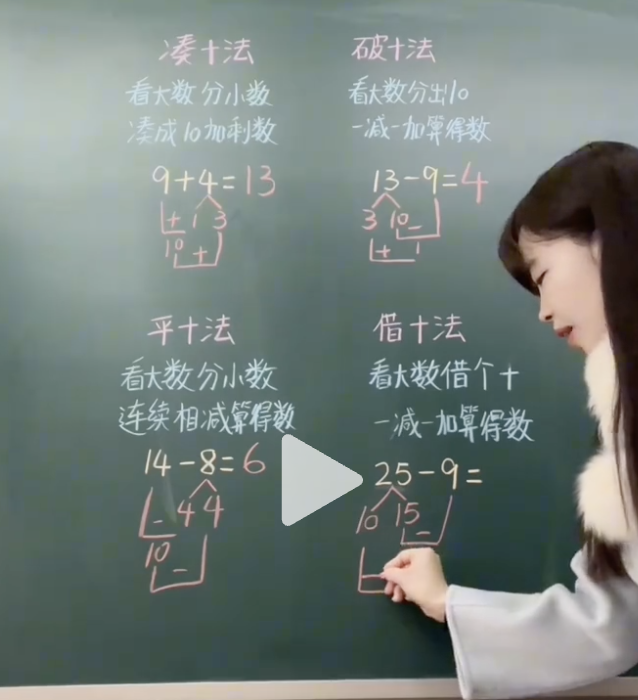 凑十法
看大数分小数
凑成10加剩数
9+4=13
1 3
+
10
+
破十法
看大数分出10
一减一加算得数
13-9=4
3 10
-
1
+
平十法
看大数分小数
连续相减算得数
14-8=6
4 4
-
10
-
借十法
看大数借个十
一减一加算得数
25-9=
10 15
-